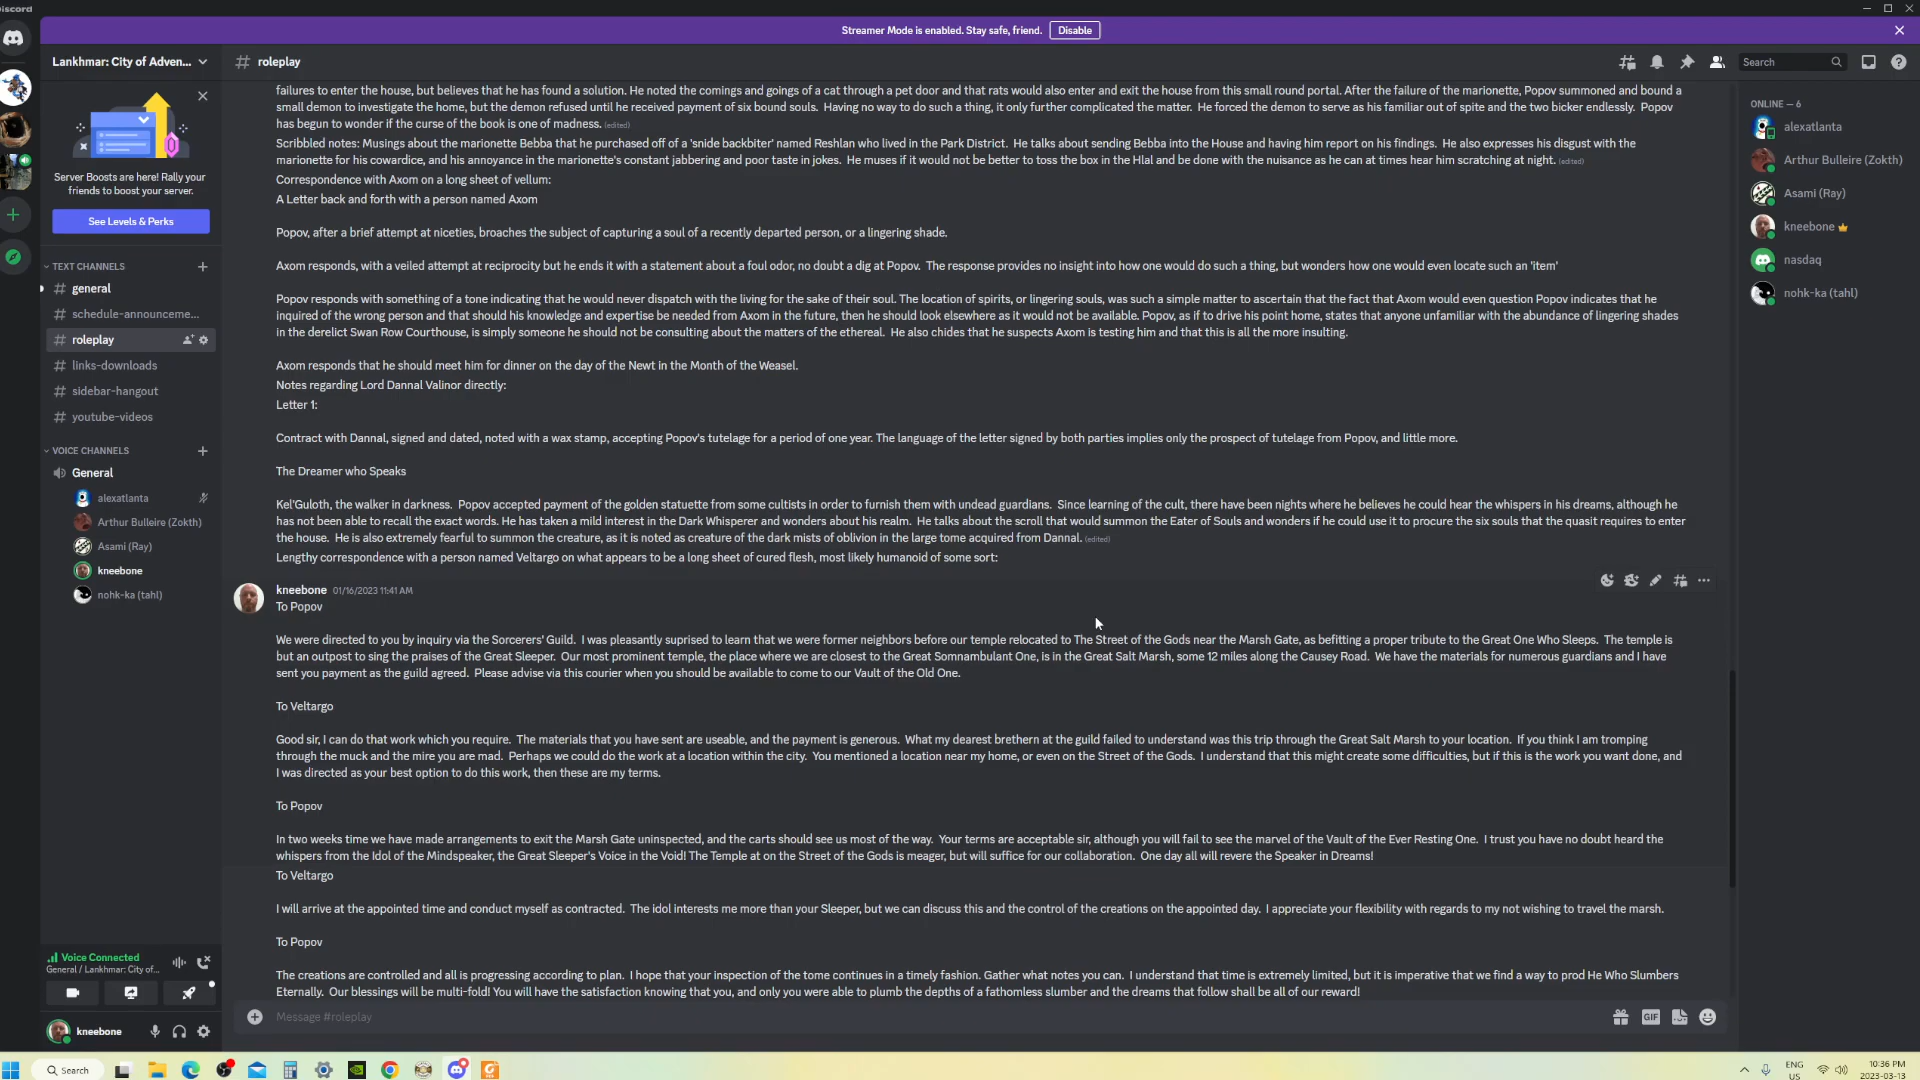 Discord
Streamer Mode is enabled. Stay safe, friend. Disable
Lankhmar: City of Adven...
roleplay
Search
Server Boosts are here! Rally your
friends to boost your server.
See Levels & Perks
TEXT CHANNELS
general
schedule-announceme...
roleplay
links-downloads
sidebar-hangout
youtube-videos
VOICE CHANNELS
General
alexatlanta
Arthur Bulleire (Zokth)
Asami (Ray)
kneebone
nohk-ka (tahl)
Voice Connected
General / Lankhmar: City of...
kneebone
failures to enter the house, but believes that he has found a solution. He noted the comings and goings of a cat through a pet door and that rats would also enter and exit the house from this small round portal. After the failure of the marionette, Popov summoned and bound a
small demon to investigate the home, but the demon refused until he received payment of six bound souls. Having no way to do such a thing, it only further complicated the matter. He forced the demon to serve as his familiar out of spite and the two bicker endlessly. Popov
has begun to wonder if the curse of the book is one of madness. (edited)
Scribbled notes: Musings about the marionette Bebba that he purchased off of a 'snide backbiter' named Reshlan who lived in the Park District. He talks about sending Bebba into the House and having him report on his findings. He also expresses his disgust with the
marionette for his cowardice, and his annoyance in the marionette's constant jabbering and poor taste in jokes. He muses if it would not be better to toss the box in the Hlal and be done with the nuisance as he can at times hear him scratching at night. (edited)
Correspondence with Axom on a long sheet of vellum:
A Letter back and forth with a person named Axom
Popov, after a brief attempt at niceties, broaches the subject of capturing a soul of a recently departed person, or a lingering shade.
Axom responds, with a veiled attempt at reciprocity but he ends it with a statement about a foul odor, no doubt a dig at Popov. The response provides no insight into how one would do such a thing, but wonders how one would even locate such an 'item'
Popov responds with something of a tone indicating that he would never dispatch with the living for the sake of their soul. The location of spirits, or lingering souls, was such a simple matter to ascertain that the fact that Axom would even question Popov indicates that he
inquired of the wrong person and that should his knowledge and expertise be needed from Axom in the future, then he should look elsewhere as it would not be available. Popov, as if to drive his point home, states that anyone unfamiliar with the abundance of lingering shades
in the derelict Swan Row Courthouse, is simply someone he should not be consulting about the matters of the ethereal. He also chides that he suspects Axom is testing him and that this is all the more insulting.
Axom responds that he should meet him for dinner on the day of the Newt in the Month of the Weasel.
Notes regarding Lord Dannal Valinor directly:
Letter 1:
Contract with Dannal, signed and dated, noted with a wax stamp, accepting Popov's tutelage for a period of one year. The language of the letter signed by both parties implies only the prospect of tutelage from Popov, and little more.
The Dreamer who Speaks
Kel'Guloth, the walker in darkness. Popov accepted payment of the golden statuette from some cultists in order to furnish them with undead guardians. Since learning of the cult, there have been nights where he believes he could hear the whispers in his dreams, although he
has not been able to recall the exact words. He has taken a mild interest in the Dark Whisperer and wonders about his realm. He talks about the scroll that would summon the Eater of Souls and wonders if he could use it to procure the six souls that the quasit requires to enter
the house. He is also extremely fearful to summon the creature, as it is noted as creature of the dark mists of oblivion in the large tome acquired from Dannal. (edited)
Lengthy correspondence with a person named Veltargo on what appears to be a long sheet of cured flesh, most likely humanoid of some sort:
kneebone 01/16/2023 11:41 AM
To Popov
We were directed to you by inquiry via the Sorcerers' Guild. I was pleasantly suprised to learn that we were former neighbors before our temple relocated to The Street of the Gods near the Marsh Gate, as befitting a proper tribute to the Great One Who Sleeps. The temple is
but an outpost to sing the praises of the Great Sleeper. Our most prominent temple, the place where we are closest to the Great Somnambulant One, is in the Great Salt Marsh, some 12 miles along the Causey Road. We have the materials for numerous guardians and I have
sent you payment as the guild agreed. Please advise via this courier when you should be available to come to our Vault of the Old One.
To Veltargo
Good sir, I can do that work which you require. The materials that you have sent are useable, and the payment is generous. What my dearest brethern at the guild failed to understand was this trip through the Great Salt Marsh to your location. If you think I am tromping
through the muck and the mire you are mad. Perhaps we could do the work at a location within the city. You mentioned a location near my home, or even on the Street of the Gods. I understand that this might create some difficulties, but if this is the work you want done, and
I was directed as your best option to do this work, then these are my terms.
To Popov
In two weeks time we have made arrangements to exit the Marsh Gate uninspected, and the carts should see us most of the way. Your terms are acceptable sir, although you will fail to see the marvel of the Vault of the Ever Resting One. I trust you have no doubt heard the
whispers from the Idol of the Mindspeaker, the Great Sleeper's Voice in the Void! The Temple at on the Street of the Gods is meager, but will suffice for our collaboration. One day all will revere the Speaker in Dreams!
To Veltargo
I will arrive at the appointed time and conduct myself as contracted. The idol interests me more than your Sleeper, but we can discuss this and the control of the creations on the appointed day. I appreciate your flexibility with regards to my not wishing to travel the marsh.
To Popov
The creations are controlled and all is progressing according to plan. I hope that your inspection of the tome continues in a timely fashion. Gather what notes you can. I understand that time is extremely limited, but it is imperative that we find a way to prod He Who Slumbers
Eternally. Our blessings will be multi-fold! You will have the satisfaction knowing that you, and only you were able to plumb the depths of a fathomless slumber and the dreams that follow shall be all of our reward!
Message #roleplay
GIF
ONLINE — 6
alexatlanta
Arthur Bulleire (Zokth)
Asami (Ray)
kneebone
nasdaq
nohk-ka (tahl)
Search
ENG
US
10:36 PM
2023-03-13